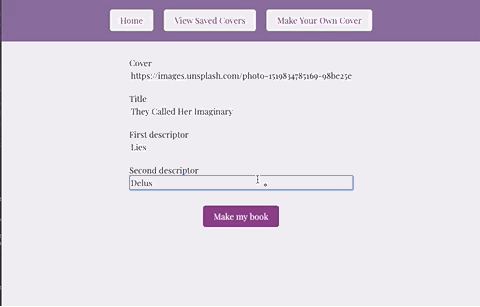 Home View Saved Covers Make Your Own Cover
Cover
https://images.unsplash.com/photo-1519834785169-98be25e
Title
They Called Her Imaginary
First descriptor
Lies
Second descriptor
Delus
Make my book